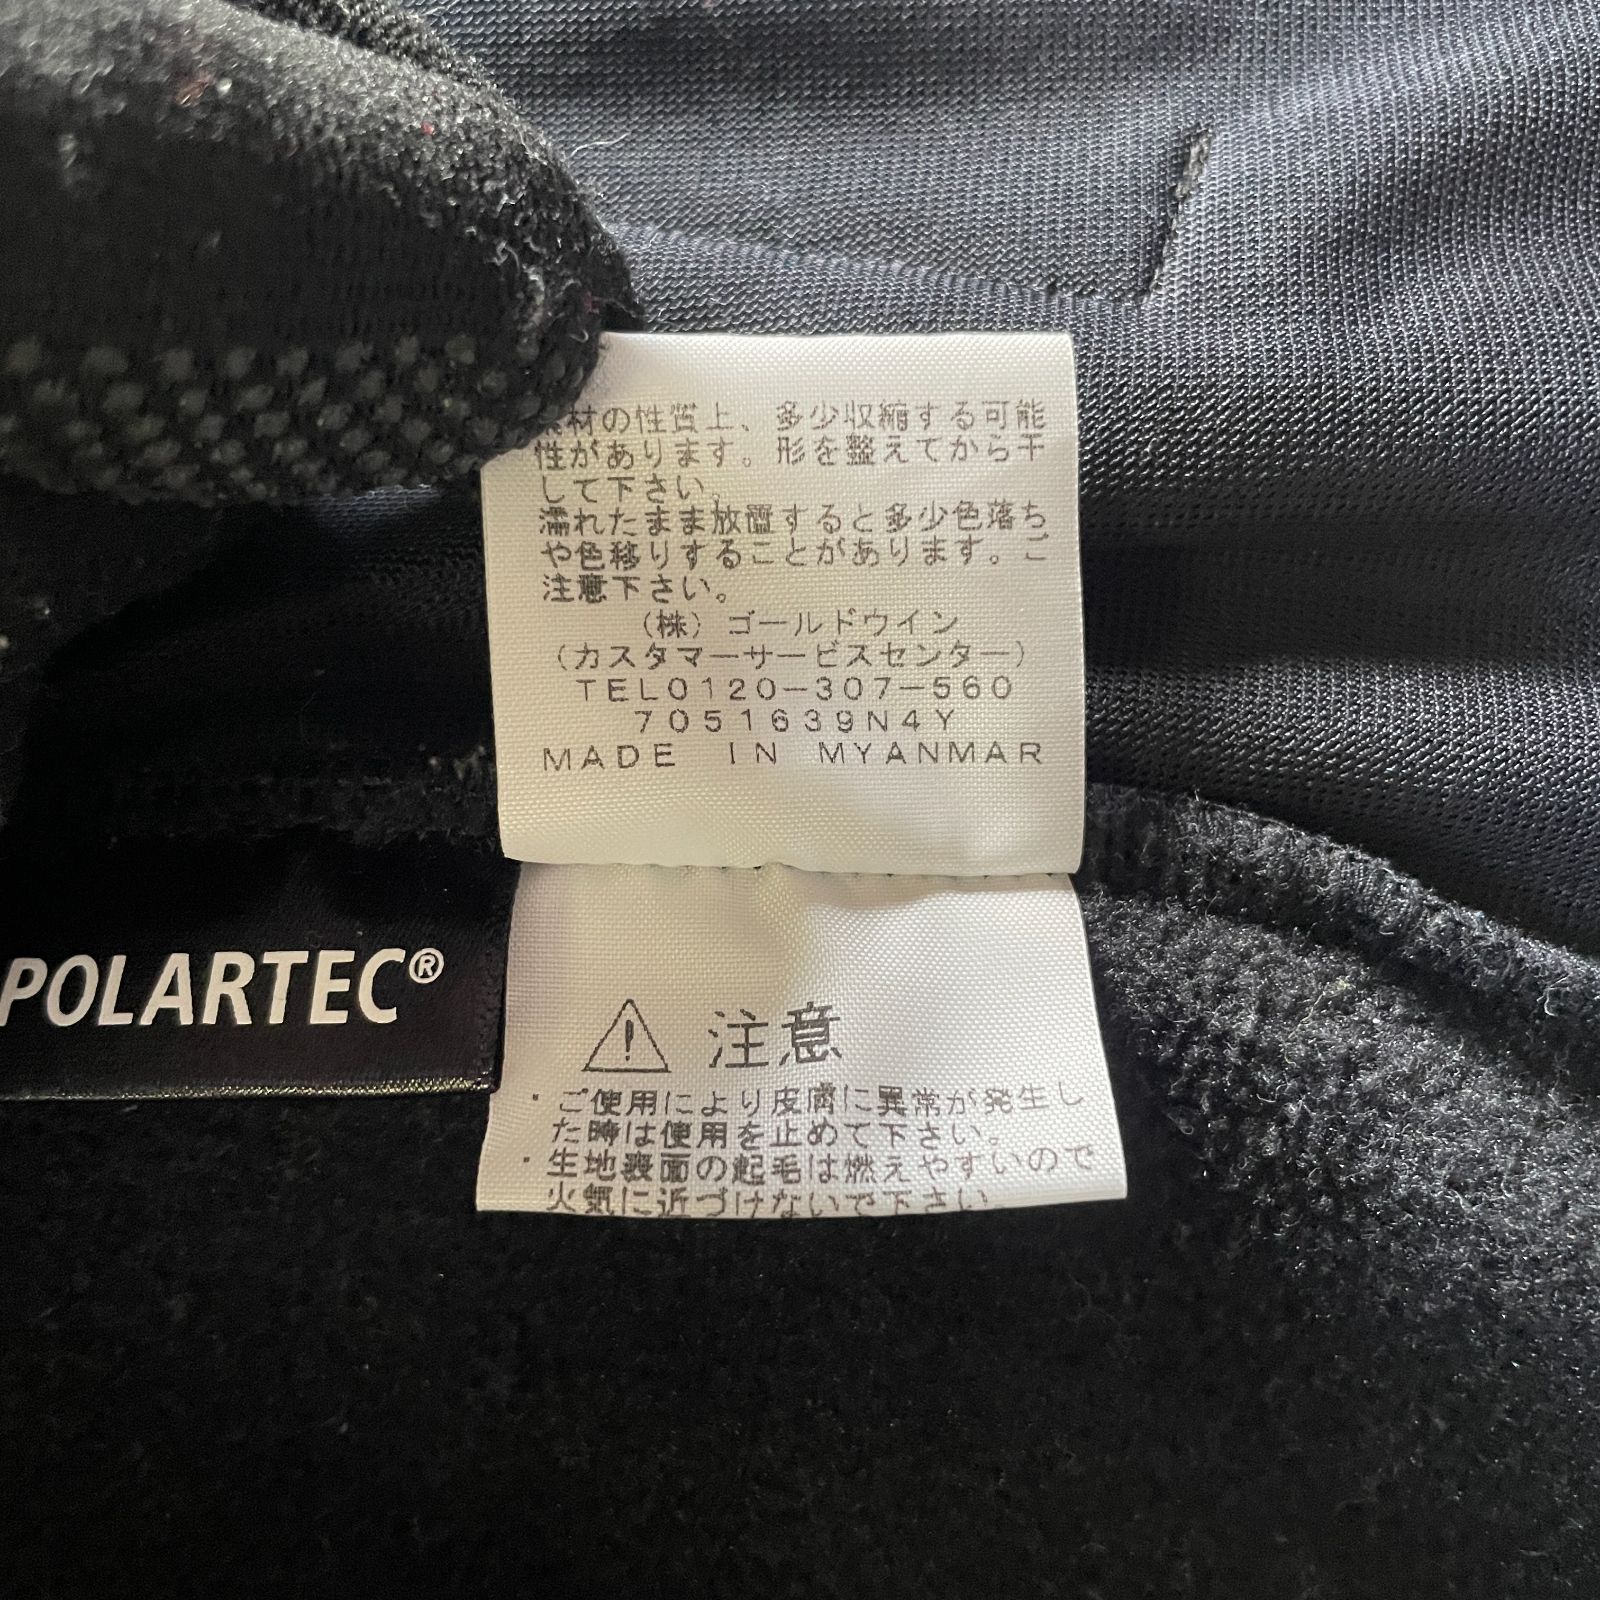 素材の性質上、多少収縮する可能
性があります。形を整えてから干
して下さい。
濡れたまま放置すると多少色落ち
や色移りすることがあります。ご
注意下さい。
(株)ゴールドウイン
(カスタマーサービスセンター)
TEL0120-307-560
7051639N4Y
MADE IN MYANMAR
POLARTEC®
⚠ 注意
・ご使用により皮膚に異常が発生し
た時は使用を止めて下さい。
・生地裏面の起毛は燃えやすいので
火気に近づけないで下さい。